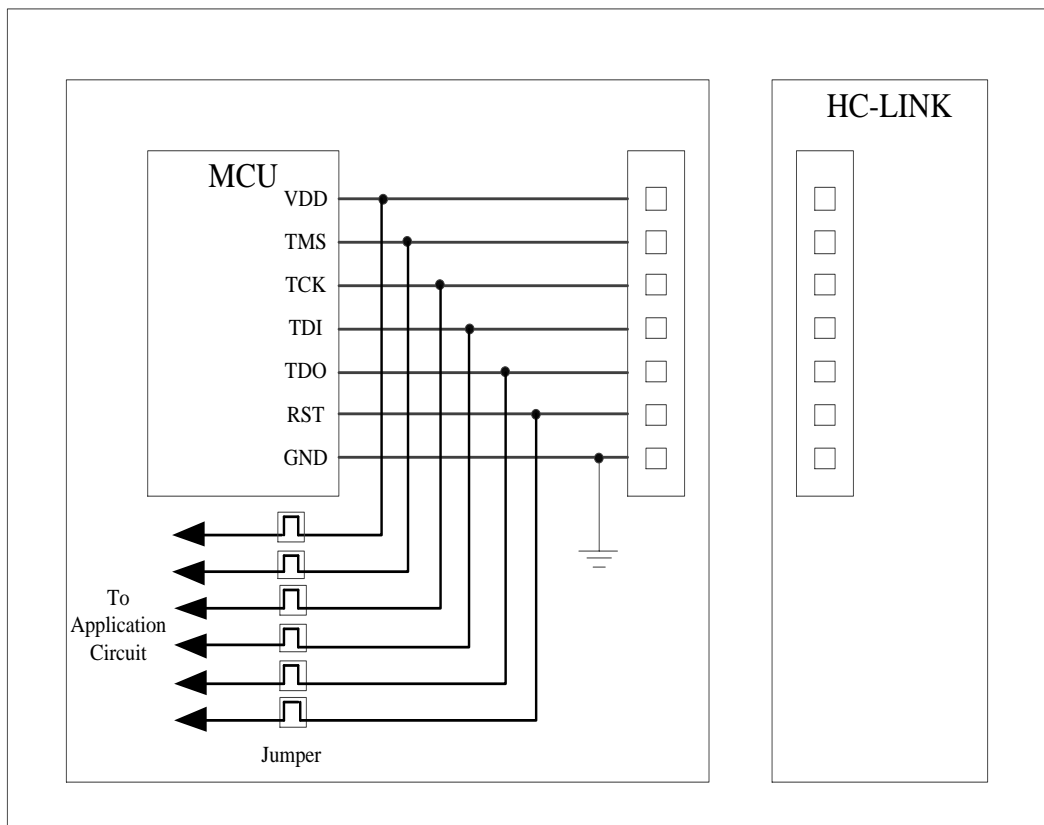 HC-LINK
MCU
VDD
TMS
TCK
TDI
TDO
RST
GND
To
Application
Circuit
Jumper